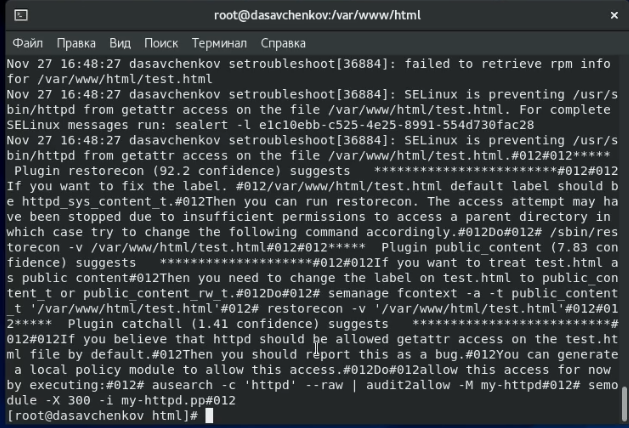 root@dasavchenkov:/var/www/html
Файл Правка Вид Поиск Терминал Справка
Nov 27 16:48:27 dasavchenkov setroubleshoot[36884]: failed to retrieve rpm info
for /var/www/html/test.html
Nov 27 16:48:27 dasavchenkov setroubleshoot[36884]: SELinux is preventing /usr/s
bin/httpd from getattr access on the file /var/www/html/test.html. For complete
SELinux messages run: sealert -l e1c10ebb-c525-4e25-8991-554d730fac28
Nov 27 16:48:27 dasavchenkov setroubleshoot[36884]: SELinux is preventing /usr/s
bin/httpd from getattr access on the file /var/www/html/test.html.#012#012*****
Plugin restorecon (92.2 confidence) suggests   ************************#012#012
If you want to fix the label. #012/var/www/html/test.html default label should b
e httpd_sys_content_t.#012Then you can run restorecon. The access attempt may ha
ve been stopped due to insufficient permissions to access a parent directory in
which case try to change the following command accordingly.#012Do#012# /sbin/res
torecon -v /var/www/html/test.html#012#012*****  Plugin public_content (7.83 con
fidence) suggests   ********************#012#012If you want to treat test.html a
s public content#012Then you need to change the label on test.html to public_con
tent_t or public_content_rw_t.#012Do#012# semanage fcontext -a -t public_content
_t '/var/www/html/test.html'#012# restorecon -v '/var/www/html/test.html'#012#01
2*****  Plugin catchall (1.41 confidence) suggests   **************************#
012#012If you believe that httpd should be allowed getattr access on the test.ht
ml file by default.#012Then you should report this as a bug.#012You can generate
a local policy module to allow this access.#012Do#012allow this access for now
by executing:#012# ausearch -c 'httpd' --raw | audit2allow -M my-httpd#012# semo
dule -X 300 -i my-httpd.pp#012
[root@dasavchenkov html]#